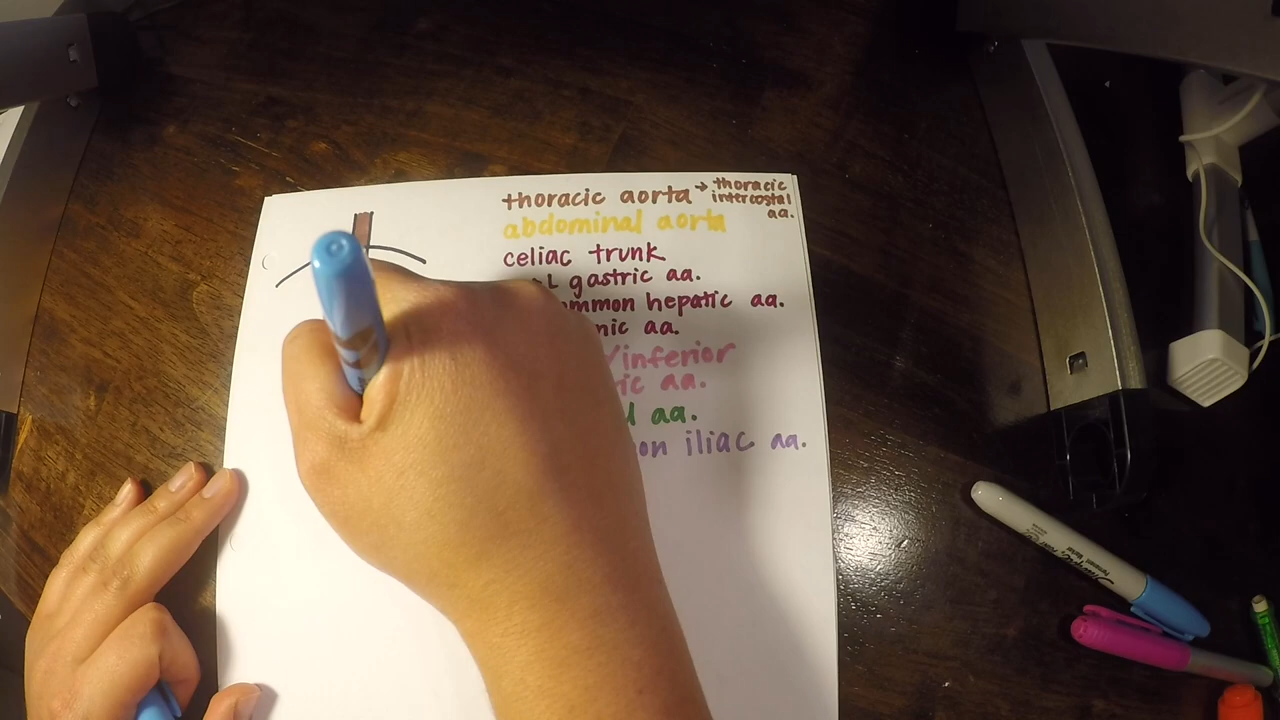 thoracic aorta → thoracic
intercostal
aa.
abdominal aorta
celiac trunk
L gastric aa.
ommon hepatic aa.
nic aa.
/inferior
ic aa.
aa.
on iliac aa.